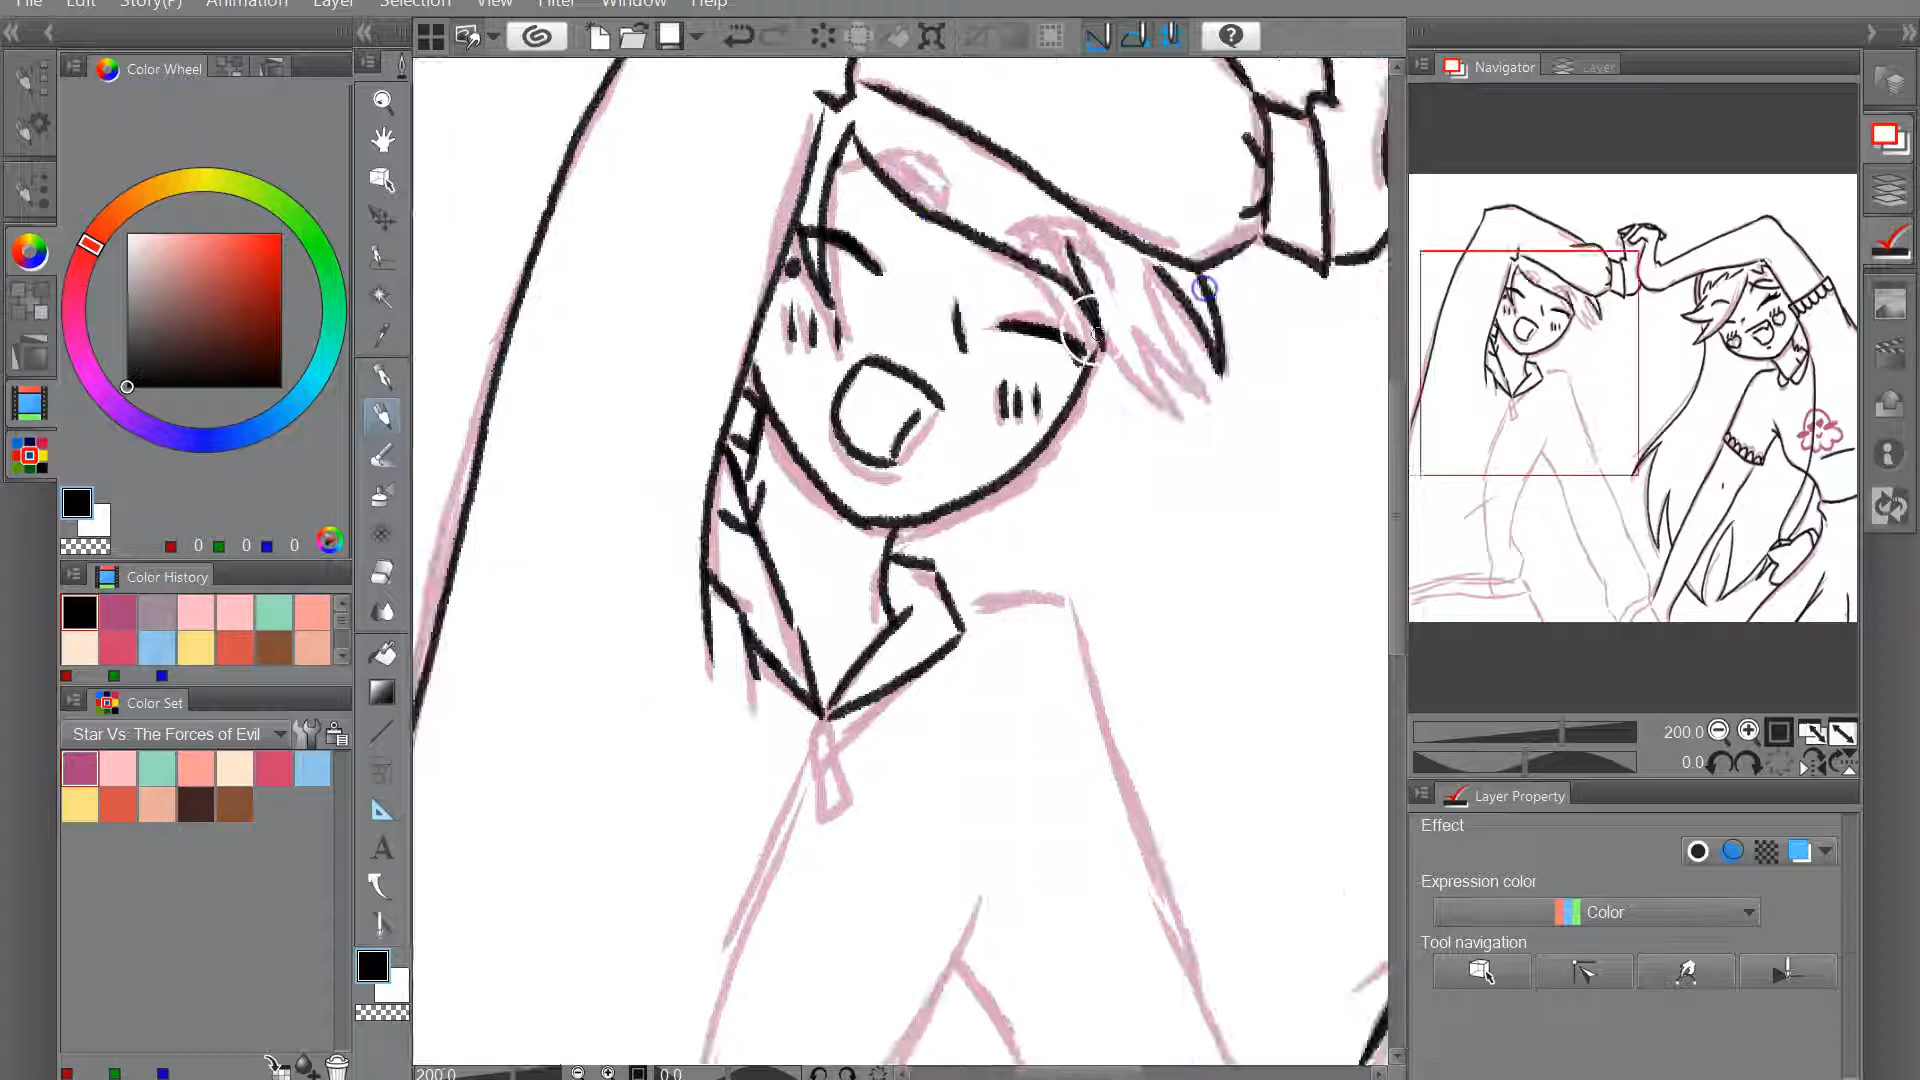 File Edit Story(P) Animation Layer Selection View Filter Window Help
Color Wheel
Navigator Layer
0 0 0
Color History
Color Set
Star Vs: The Forces of Evil
200.0
0.0
Layer Property
Effect
Expression color
Color
Tool navigation
A
200.0 0.0